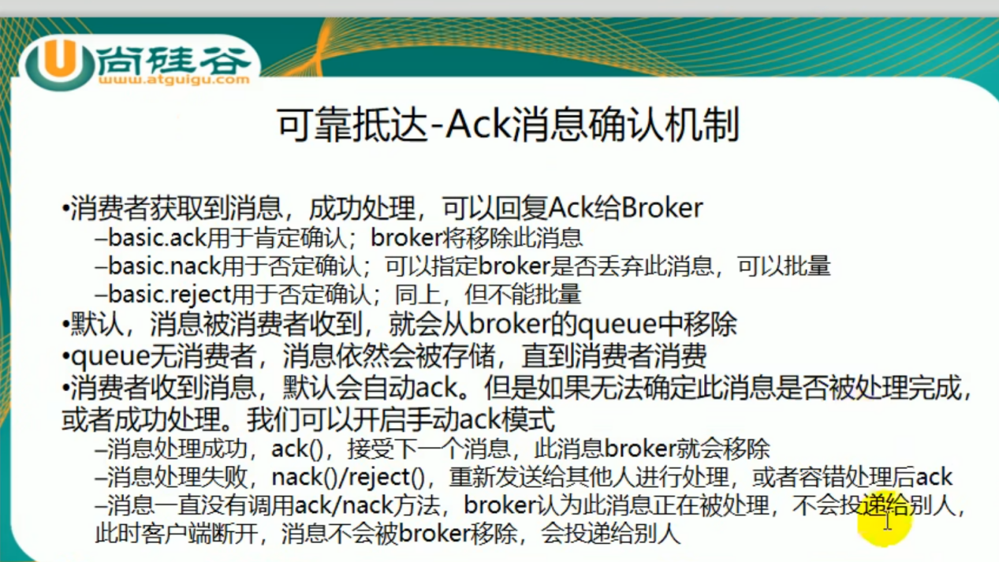 尚硅谷
www.atguigu.com
可靠抵达-Ack消息确认机制
•消费者获取到消息，成功处理，可以回复Ack给Broker
–basic.ack用于肯定确认；broker将移除此消息
–basic.nack用于否定确认；可以指定broker是否丢弃此消息，可以批量
–basic.reject用于否定确认；同上，但不能批量
•默认，消息被消费者收到，就会从broker的queue中移除
•queue无消费者，消息依然会被存储，直到消费者消费
•消费者收到消息，默认会自动ack。但是如果无法确定此消息是否被处理完成，
或者成功处理。我们可以开启手动ack模式
–消息处理成功，ack()，接受下一个消息，此消息broker就会移除
–消息处理失败，nack()/reject()，重新发送给其他人进行处理，或者容错处理后ack
–消息一直没有调用ack/nack方法，broker认为此消息正在被处理，不会投递给别人，
此时客户端断开，消息不会被broker移除，会投递给别人